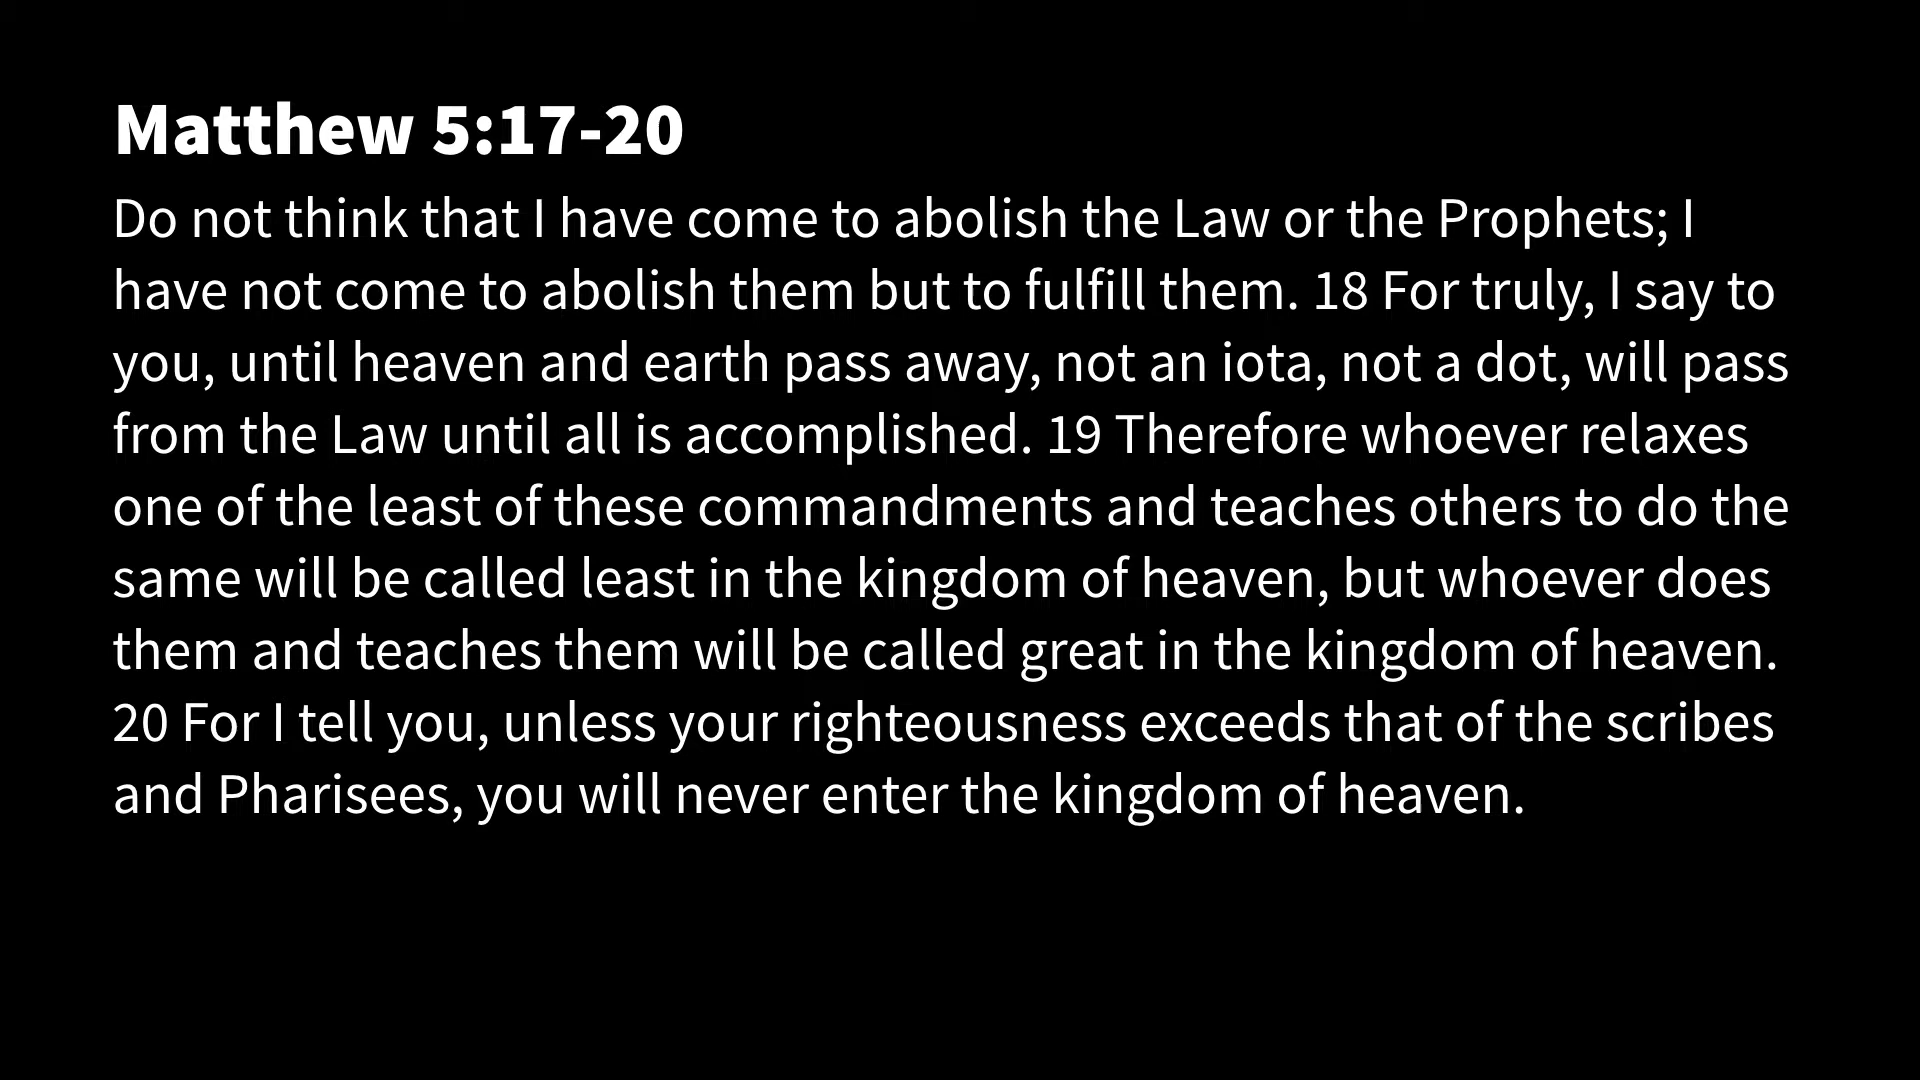 Matthew 5:17-20
Do not think that I have come to abolish the Law or the Prophets; I
have not come to abolish them but to fulfill them. 18 For truly, I say to
you, until heaven and earth pass away, not an iota, not a dot, will pass
from the Law until all is accomplished. 19 Therefore whoever relaxes
one of the least of these commandments and teaches others to do the
same will be called least in the kingdom of heaven, but whoever does
them and teaches them will be called great in the kingdom of heaven.
20 For I tell you, unless your righteousness exceeds that of the scribes
and Pharisees, you will never enter the kingdom of heaven.